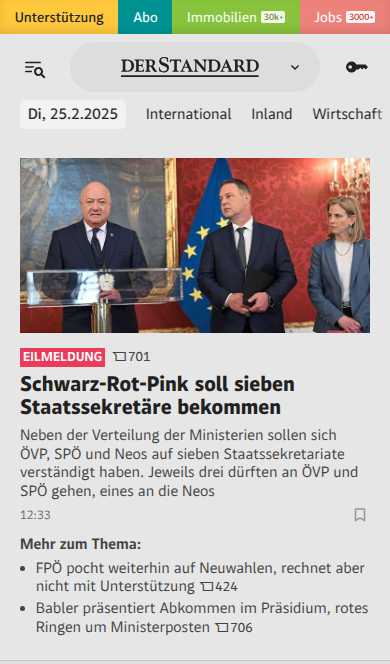 Unterstützung Abo Immobilien 30k+ Jobs 3000+
DERSTANDARD
Di, 25.2.2025 International Inland Wirtschaft
EILMELDUNG 701
Schwarz-Rot-Pink soll sieben
Staatssekretäre bekommen
Neben der Verteilung der Ministerien sollen sich
ÖVP, SPÖ und Neos auf sieben Staatssekretariate
verständigt haben. Jeweils drei dürften an ÖVP und
SPÖ gehen, eines an die Neos
12:33
Mehr zum Thema:
• FPÖ pocht weiterhin auf Neuwahlen, rechnet aber
nicht mit Unterstützung 424
• Babler präsentiert Abkommen im Präsidium, rotes
Ringen um Ministerposten 706